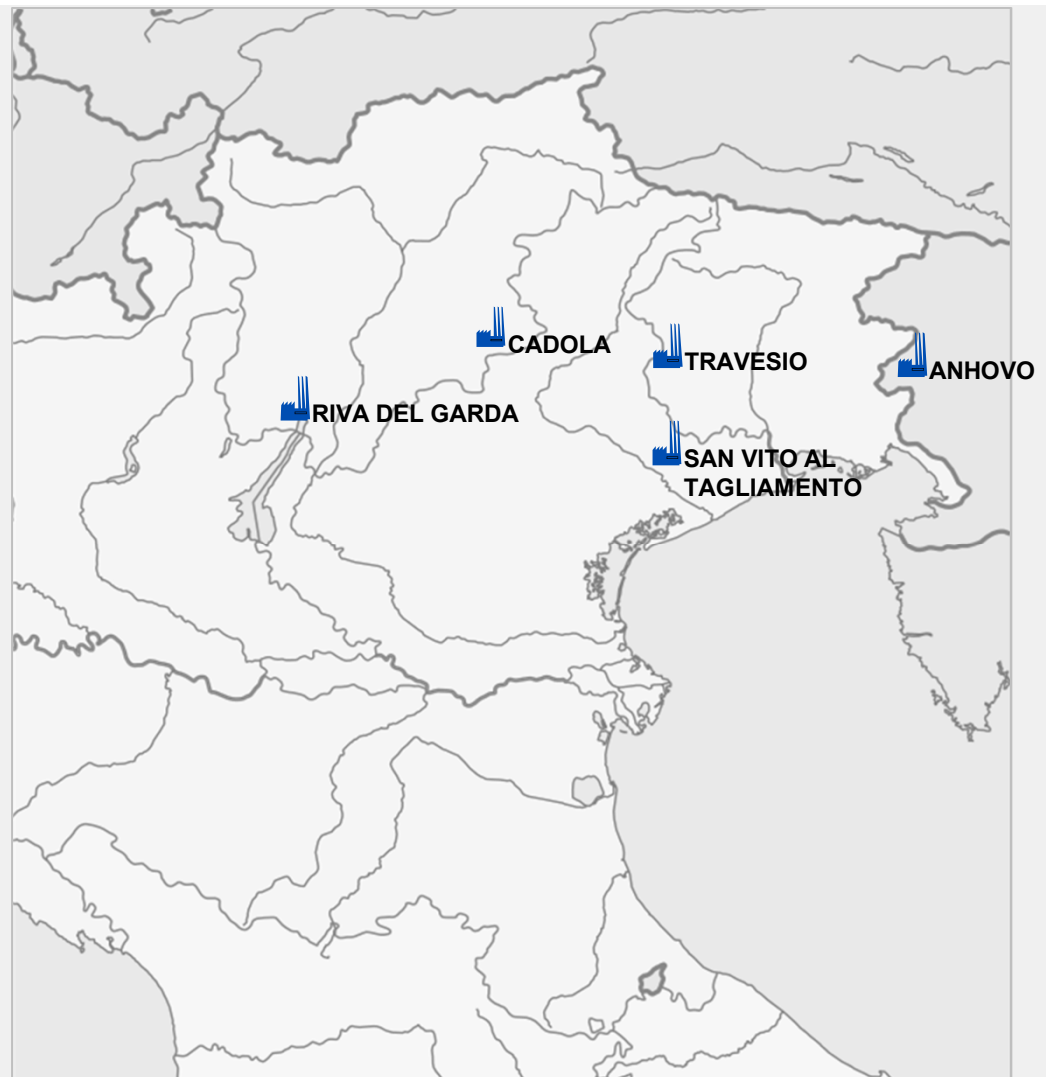 CADOLA
TRAVESIO
ANHOVO
RIVA DEL GARDA
SAN VITO AL
TAGLIAMENTO